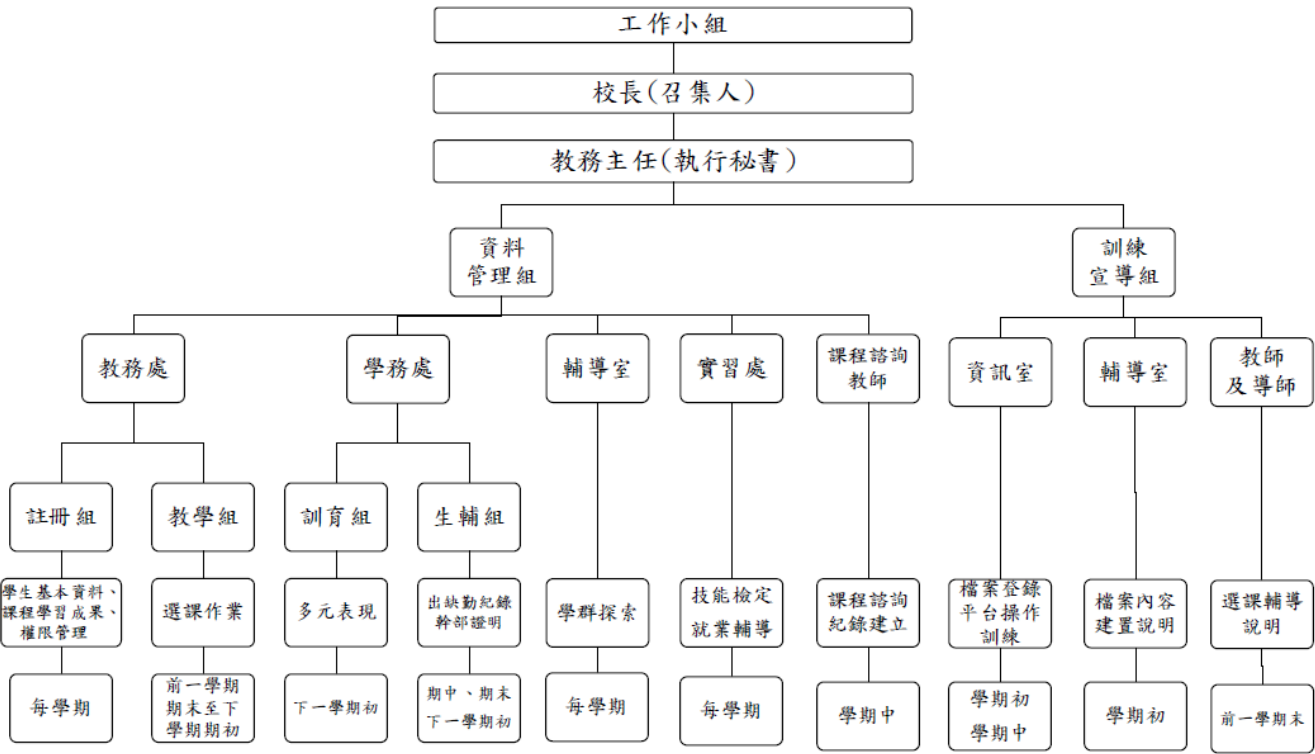 工作小組
校長(召集人)
教務主任(執行秘書)
資料
管理組
訓練
宣導組
教務處
學務處
輔導室
實習處
課程諮詢
教師
資訊室
輔導室
教師
及導師
註冊組
教學組
訓育組
生輔組
學生基本資料、
課程學習成果、
權限管理
選課作業
多元表現
出缺勤紀錄
幹部證明
學群探索
技能檢定
就業輔導
課程諮詢
紀錄建立
檔案登錄
平台操作
訓練
檔案內容
建置說明
選課輔導
說明
每學期
前一學期
期末至下
學期期初
下一學期初
期中、期末
下一學期初
每學期
每學期
學期中
學期初
學期中
學期初
前一學期末